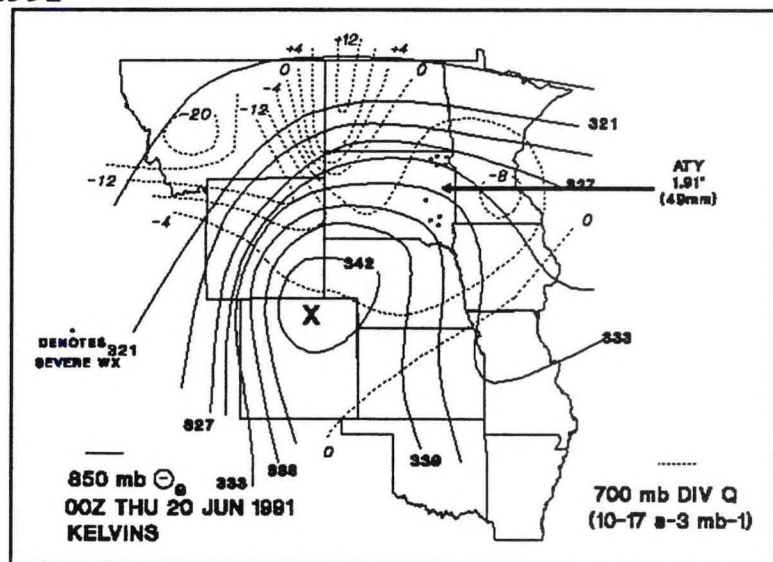 +4 +12 +4
0 0
-4
-20
-12
321
-12
-8
327
ATY
1.91"
(49mm)
-4
0
342
X
DENOTES
SEVERE WX
321
333
327
0
333 338 339
850 mb Θe
00Z THU 20 JUN 1991
KELVINS
700 mb DIV Q
(10-17 s-3 mb-1)